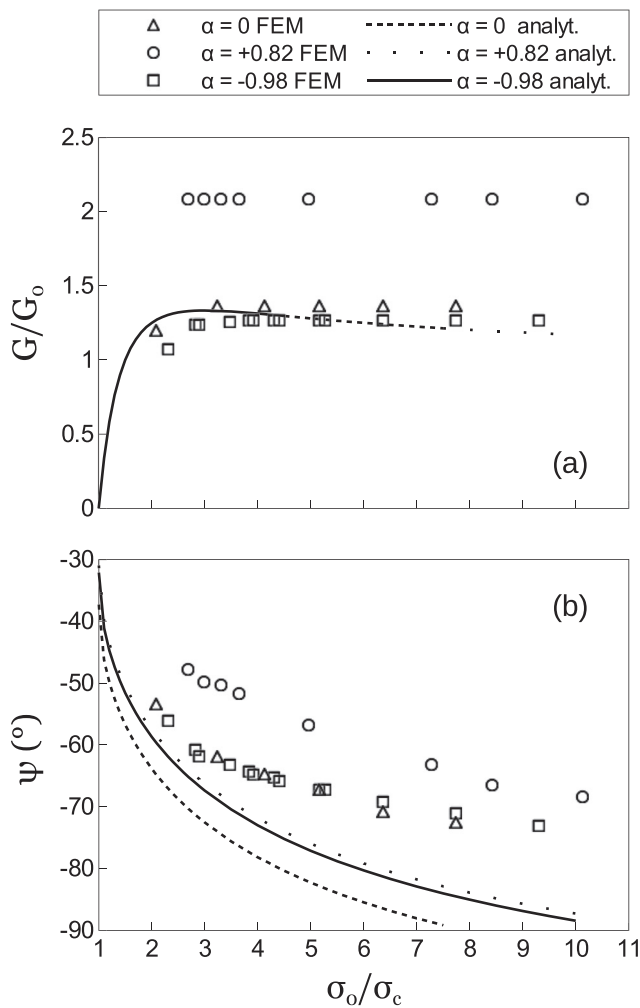 α = 0 FEM α = 0 analyt.
α = +0.82 FEM α = +0.82 analyt.
α = -0.98 FEM α = -0.98 analyt.
2.5
2
1.5
1
0.5
0
G/Gₒ
(a)
-30
-40
-50
-60
-70
-80
-90
ψ (º)
(b)
1 2 3 4 5 6 7 8 9 10 11
σₒ/σ꜀